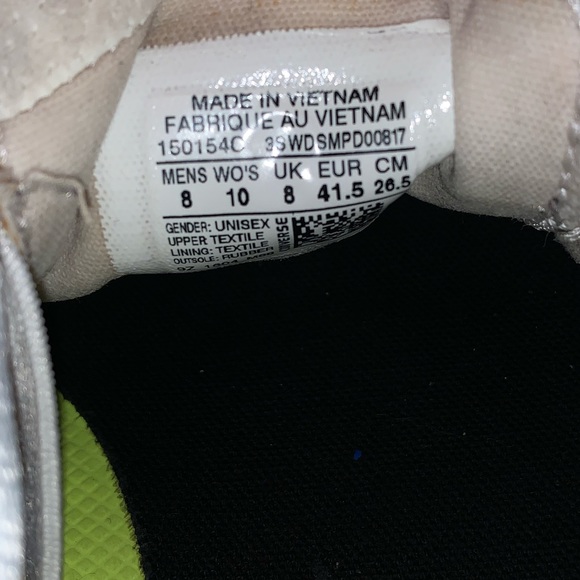 MADE IN VIETNAM
FABRIQUE AU VIETNAM
150154C 3SWDSMPD00817
MENS WO'S UK EUR CM
8 10 8 41.5 26.5
GENDER: UNISEX
UPPER TEXTILE
LINING: TEXTILE
OUTSOLE: RUBBER